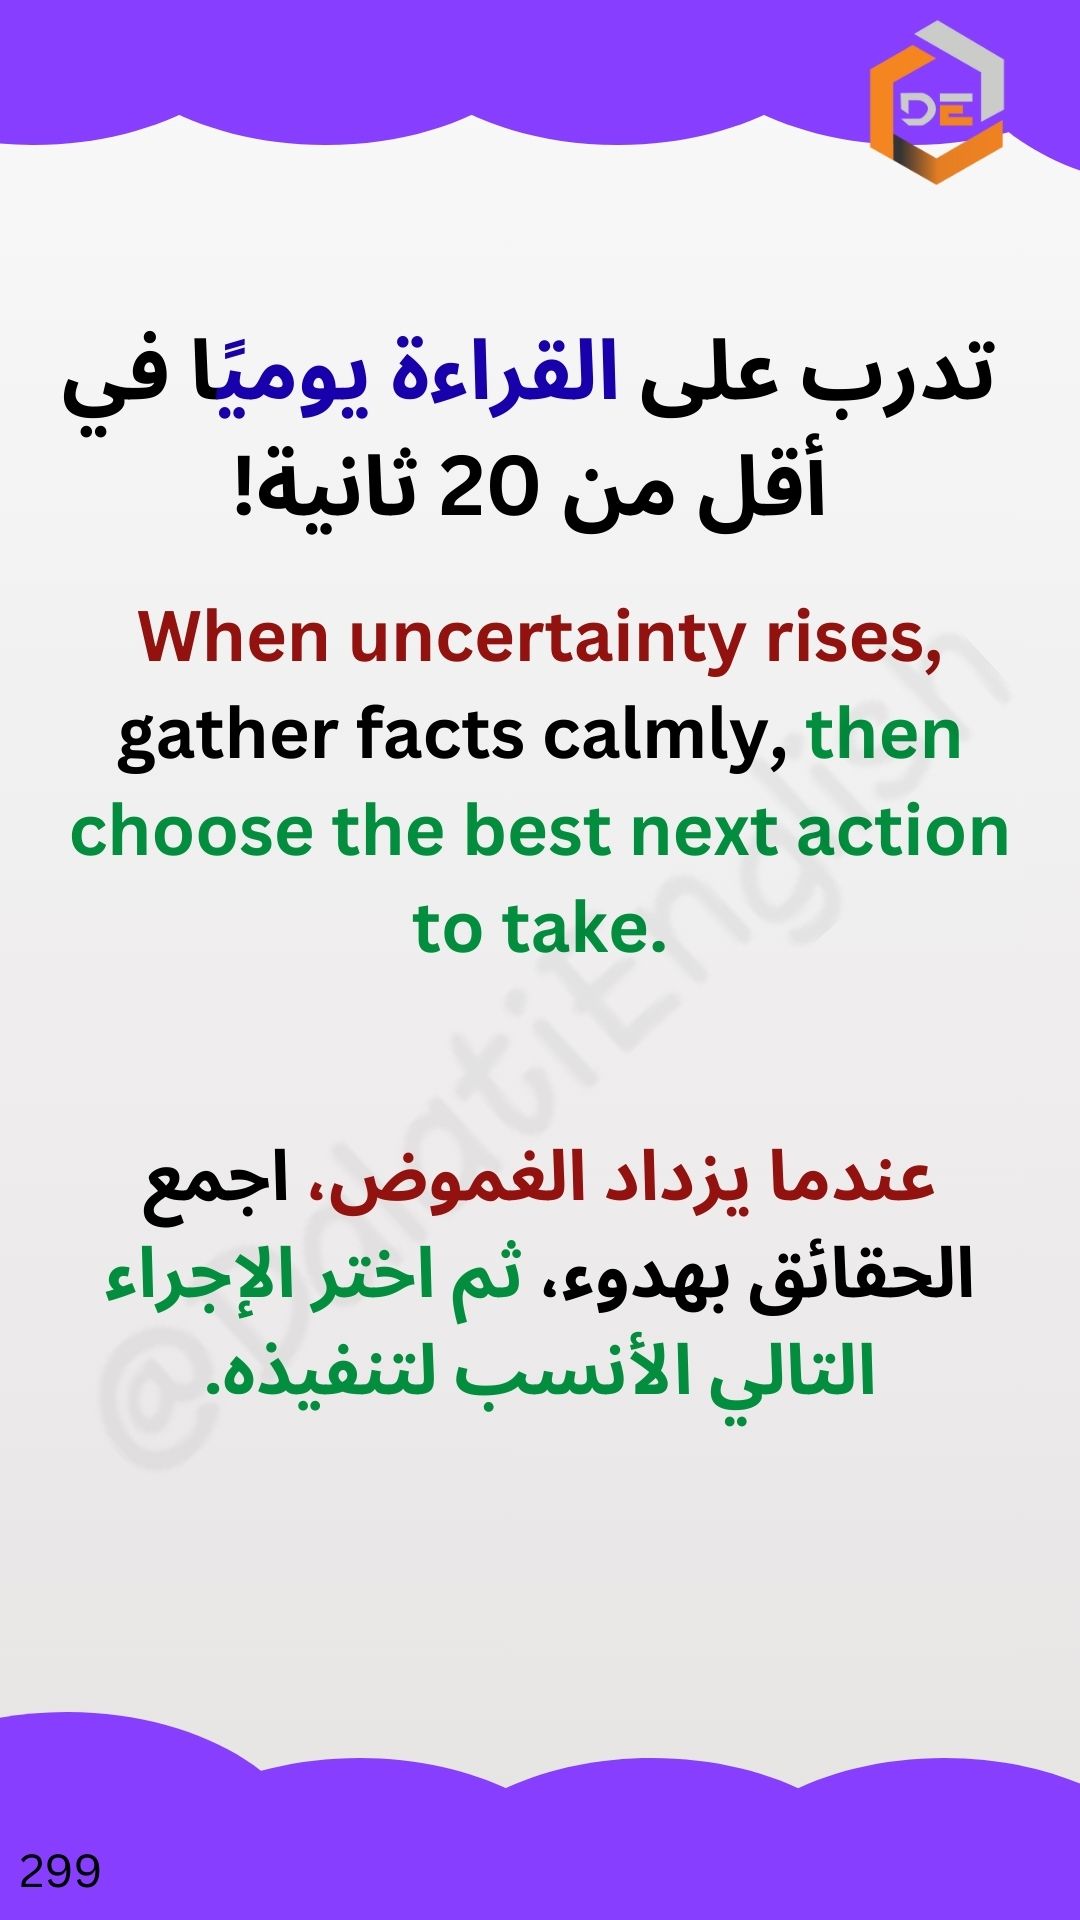 DE
تدرب على القراءة يوميًا في
أقل من 20 ثانية!
When uncertainty rises,
gather facts calmly, then
choose the best next action
to take.
عندما يزداد الغموض، اجمع
الحقائق بهدوء، ثم اختر الإجراء
التالي الأنسب لتنفيذه.
@DdatiEnglish
299